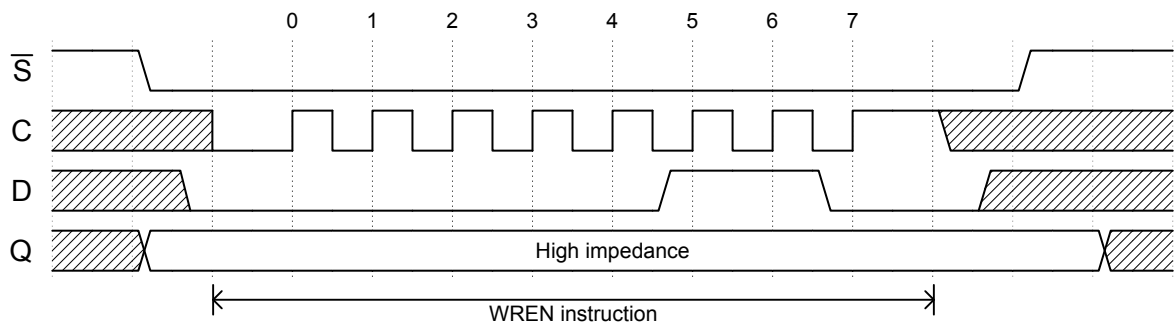 0 1 2 3 4 5 6 7
S̅
C
D
Q
High impedance
WREN instruction